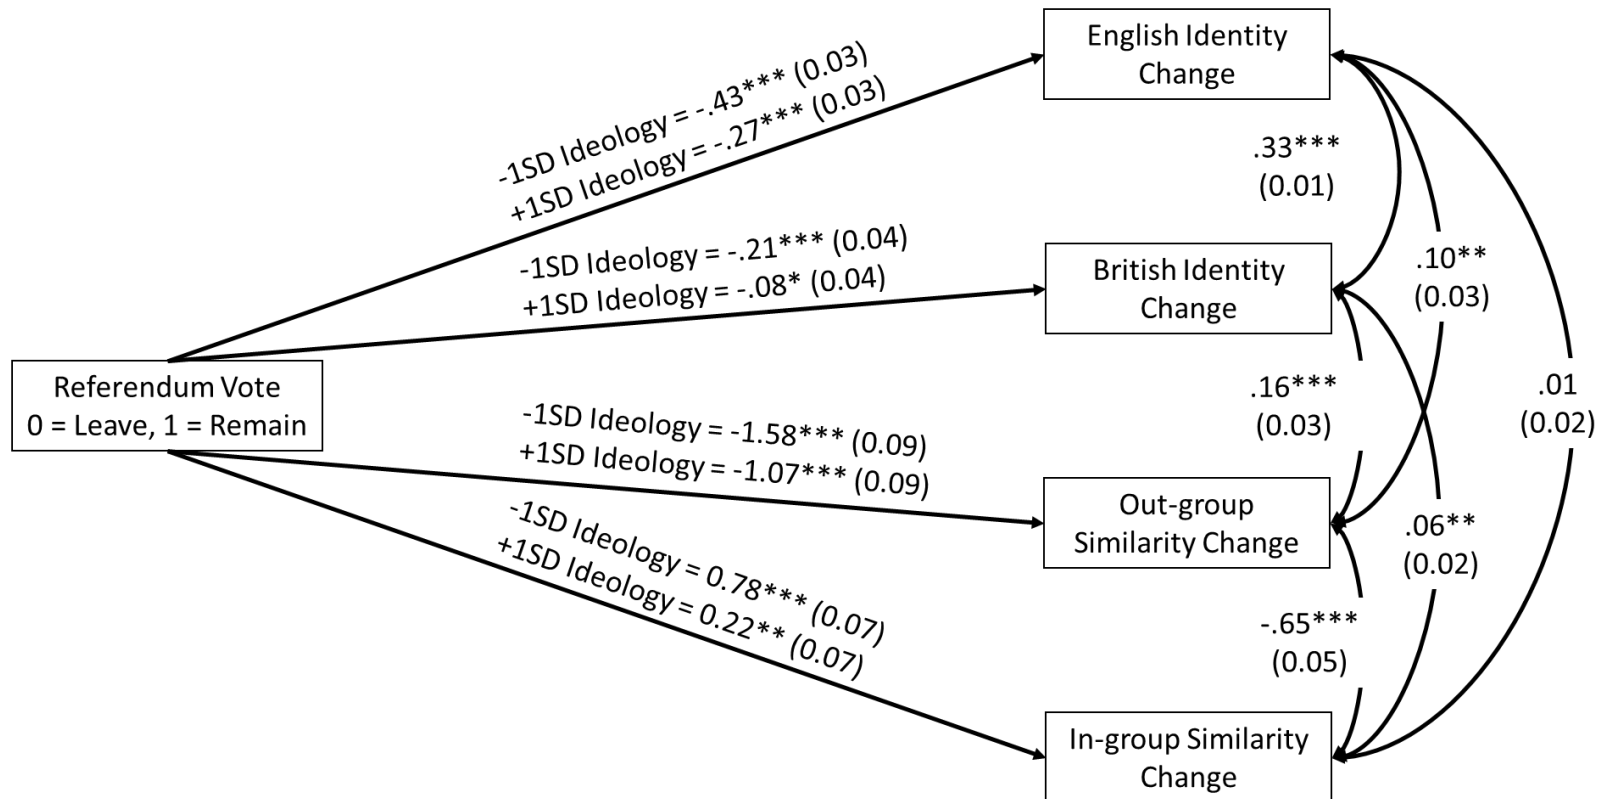 English Identity
Change
-1SD Ideology = -.43*** (0.03)
+1SD Ideology = -.27*** (0.03)
.33***
(0.01)
-1SD Ideology = -.21*** (0.04)
+1SD Ideology = -.08* (0.04)
British Identity
Change
.10**
(0.03)
Referendum Vote
0 = Leave, 1 = Remain
.16***
(0.03)
.01
(0.02)
-1SD Ideology = -1.58*** (0.09)
+1SD Ideology = -1.07*** (0.09)
Out-group
Similarity Change
.06**
(0.02)
-1SD Ideology = 0.78*** (0.07)
+1SD Ideology = 0.22** (0.07)
-.65***
(0.05)
In-group Similarity
Change